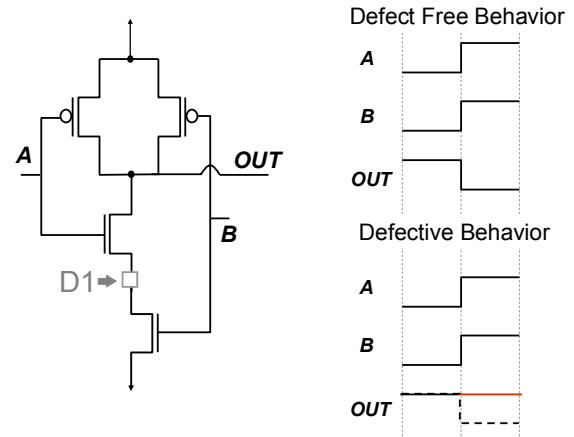 Defect Free Behavior
A
B
OUT
A
OUT
B
D1
Defective Behavior
A
B
OUT